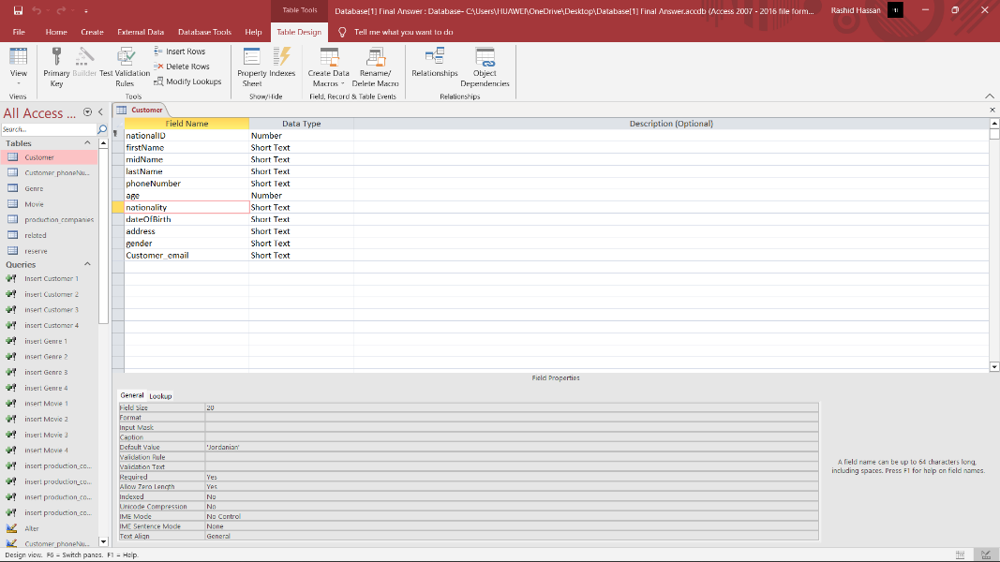 Table Tools
Database[1] Final Answer : Database- C:\Users\HUAWEI\OneDrive\Desktop\Database[1] Final Answer.accdb (Access 2007 - 2016 file form...
Rashid Hassan
File Home Create External Data Database Tools Help Table Design Tell me what you want to do
View
Primary Key
Builder
Test Validation Rules
Insert Rows
Delete Rows
Modify Lookups
Property Sheet
Indexes
Create Data Macros
Rename/ Delete Macro
Relationships
Object Dependencies
Views
Tools
Show/Hide
Field, Record & Table Events
Relationships
All Access ...
Search...
Tables
Customer
Customer_phoneNu...
Genre
Movie
production_companies
related
reserve
Queries
insert Customer 1
insert Customer 2
insert Customer 3
insert Customer 4
insert Genre 1
insert Genre 2
insert Genre 3
insert Genre 4
insert Movie 1
insert Movie 2
insert Movie 3
insert Movie 4
insert production_co...
insert production_co...
insert production_co...
insert production_co...
Alter
Customer_phoneNu...
Customer
Field Name Data Type Description (Optional)
nationalID Number
firstName Short Text
midName Short Text
lastName Short Text
phoneNumber Short Text
age Number
nationality Short Text
dateOfBirth Short Text
address Short Text
gender Short Text
Customer_email Short Text
Field Properties
General Lookup
Field Size 20
Format
Input Mask
Caption
Default Value 'Jordanian'
Validation Rule
Validation Text
Required Yes
Allow Zero Length Yes
Indexed No
Unicode Compression No
IME Mode No Control
IME Sentence Mode None
Text Align General
A field name can be up to 64 characters long,
including spaces. Press F1 for help on field names.
Design view. F6 = Switch panes. F1 = Help.